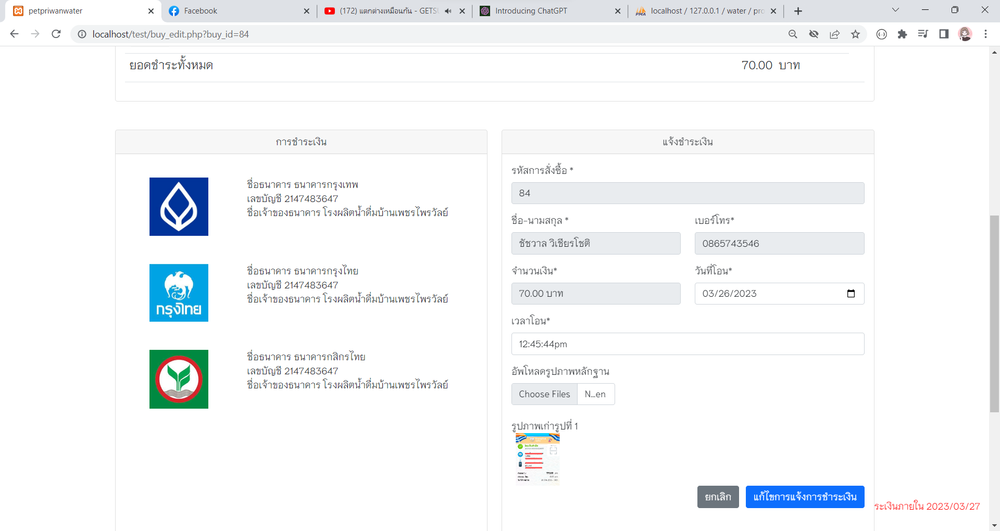 petpriwanwater
Facebook
(172) แตกต่างเหมือนกัน - GETSU
Introducing ChatGPT
localhost / 127.0.0.1 / water / pro
localhost/test/buy_edit.php?buy_id=84
ยอดชำระทั้งหมด 70.00 บาท
การชำระเงิน
ชื่อธนาคาร ธนาคารกรุงเทพ
เลขบัญชี 2147483647
ชื่อเจ้าของธนาคาร โรงผลิตน้ำดื่มบ้านเพชรไพรวัลย์
กรุงไทย
ชื่อธนาคาร ธนาคารกรุงไทย
เลขบัญชี 2147483647
ชื่อเจ้าของธนาคาร โรงผลิตน้ำดื่มบ้านเพชรไพรวัลย์
ชื่อธนาคาร ธนาคารกสิกรไทย
เลขบัญชี 2147483647
ชื่อเจ้าของธนาคาร โรงผลิตน้ำดื่มบ้านเพชรไพรวัลย์
แจ้งชำระเงิน
รหัสการสั่งซื้อ *
84
ชื่อ-นามสกุล * เบอร์โทร*
ชัชวาล วิเชียรโชติ 0865743546
จำนวนเงิน* วันที่โอน*
70.00 บาท 03/26/2023
เวลาโอน*
12:45:44pm
อัพโหลดรูปภาพหลักฐาน
Choose Files N...en
รูปภาพเก่ารูปที่ 1
ยกเลิก แก้ไขการแจ้งการชำระเงิน
ระเงินภายใน 2023/03/27